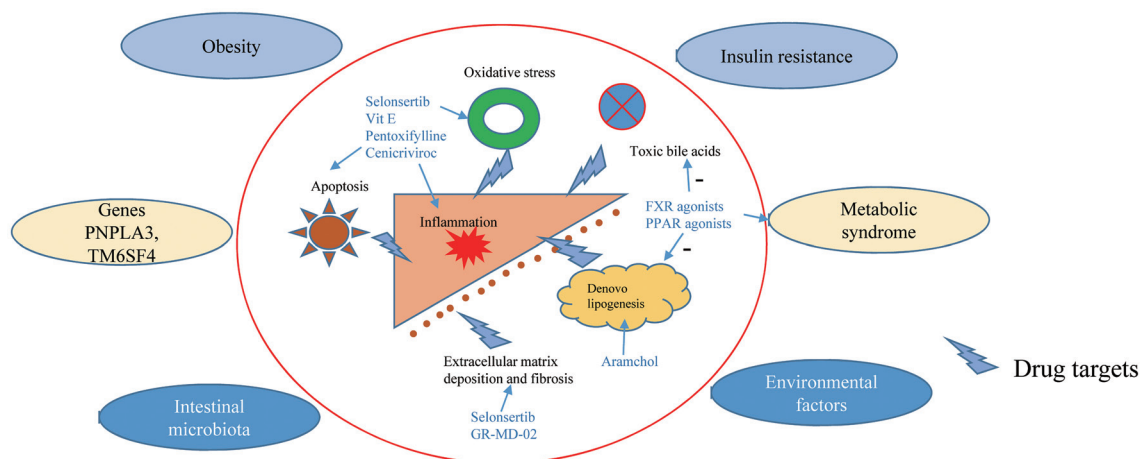 Obesity
Insulin resistance
Oxidative stress
Selonsertib
Vit E
Pentoxifylline
Cenicriviroc
Toxic bile acids
–
Apoptosis
Genes
PNPLA3,
TM6SF4
Inflammation
FXR agonists
PPAR agonists
Metabolic
syndrome
–
Denovo
lipogenesis
Extracellular matrix
deposition and fibrosis
Aramchol
Drug targets
Intestinal
microbiota
Selonsertib
GR-MD-02
Environmental
factors